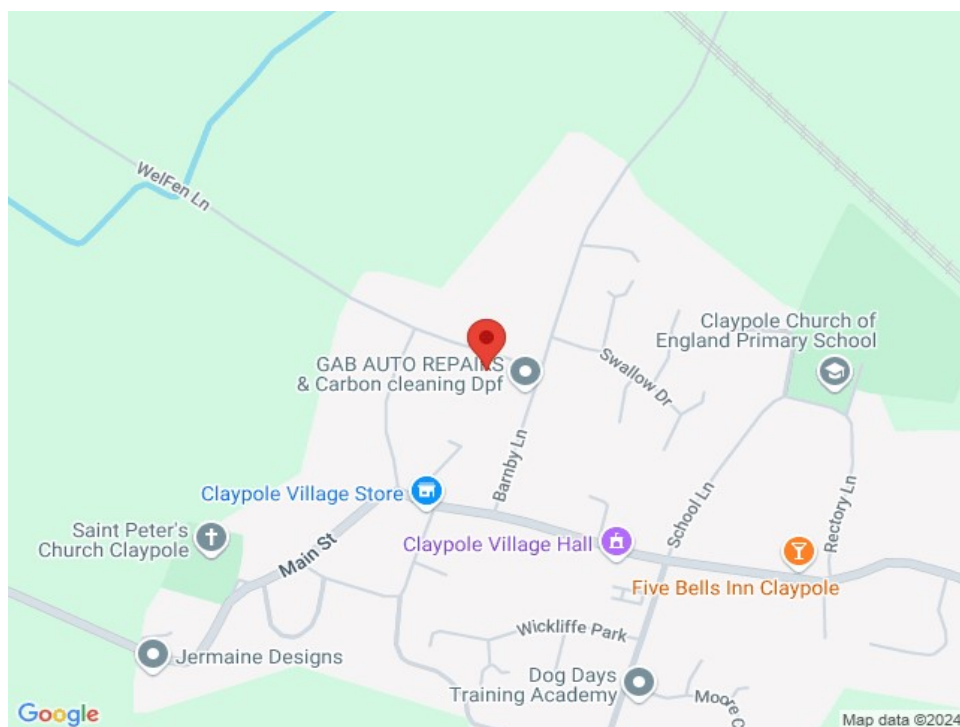 WelFen Ln
Claypole Church of
England Primary School
GAB AUTO REPAIRS
& Carbon cleaning Dpf
Swallow Dr
Barnby Ln
Claypole Village Store
School Ln
Rectory Ln
Saint Peter's
Church Claypole
Main St
Claypole Village Hall
Five Bells Inn Claypole
Wickliffe Park
Jermaine Designs
Dog Days
Training Academy
Moore C
Google
Map data ©2024